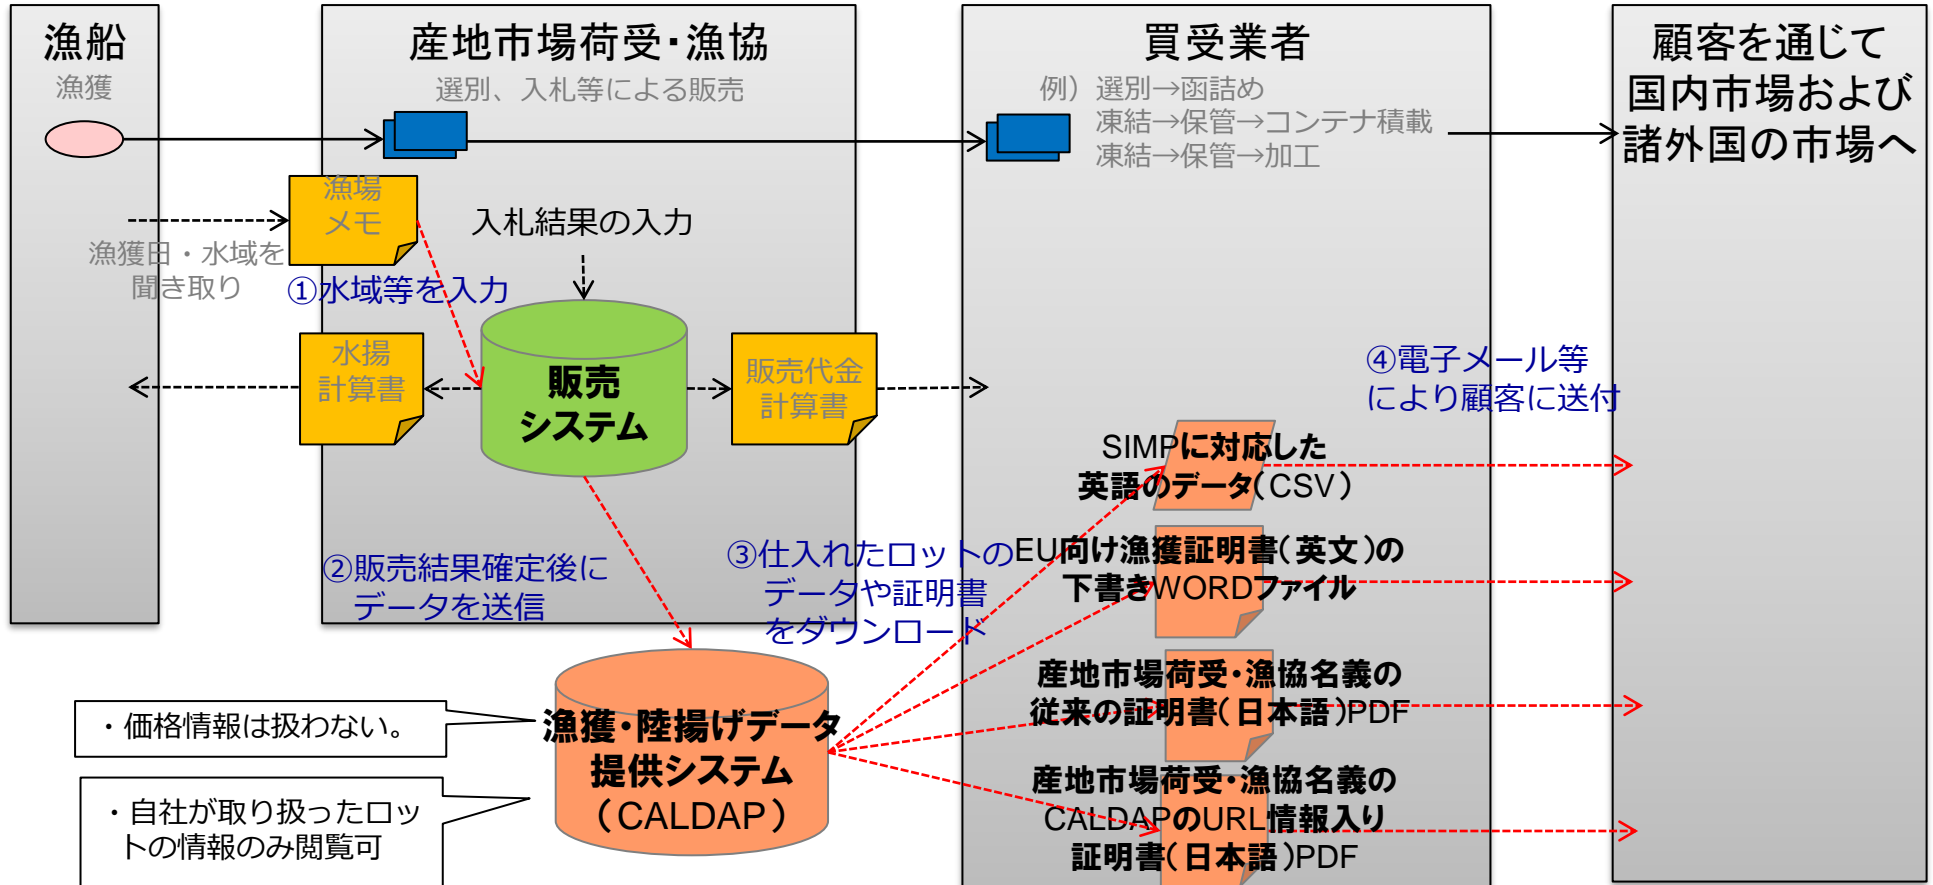 漁船
漁獲
産地市場荷受・漁協
選別、入札等による販売
買受業者
例）選別→函詰め
凍結→保管→コンテナ積載
凍結→保管→加工
顧客を通じて
国内市場および
諸外国の市場へ
漁場
メモ
漁獲日・水域を
聞き取り
①水域等を入力
入札結果の入力
水揚
計算書
販売
システム
販売代金
計算書
④電子メール等
により顧客に送付
②販売結果確定後に
データを送信
③仕入れたロットの
データや証明書
をダウンロード
SIMPに対応した
英語のデータ(CSV)
EU向け漁獲証明書(英文)の
下書きWORDファイル
産地市場荷受・漁協名義の
従来の証明書(日本語)PDF
産地市場荷受・漁協名義の
CALDAPのURL情報入り
証明書(日本語)PDF
・価格情報は扱わない。
・自社が取り扱ったロッ
トの情報のみ閲覧可
漁獲・陸揚げデータ
提供システム
(CALDAP)